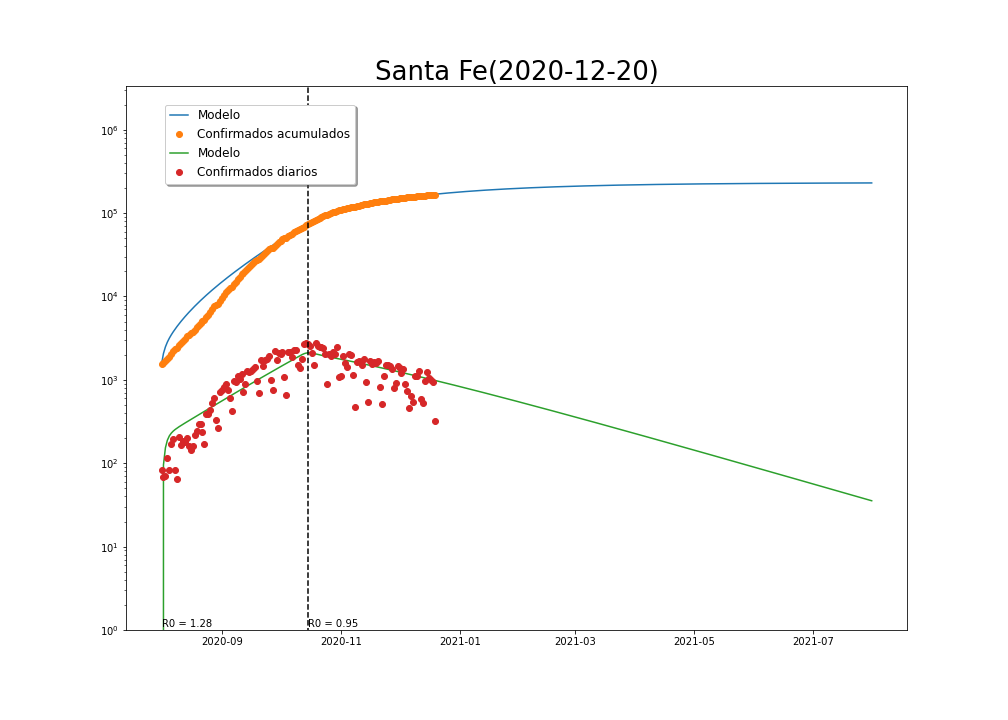 Santa Fe(2020-12-20)
Modelo
Confirmados acumulados
Modelo
Confirmados diarios
10⁶
10⁵
10⁴
10³
10²
10¹
10⁰
R0 = 1.28 R0 = 0.95
2020-09 2020-11 2021-01 2021-03 2021-05 2021-07